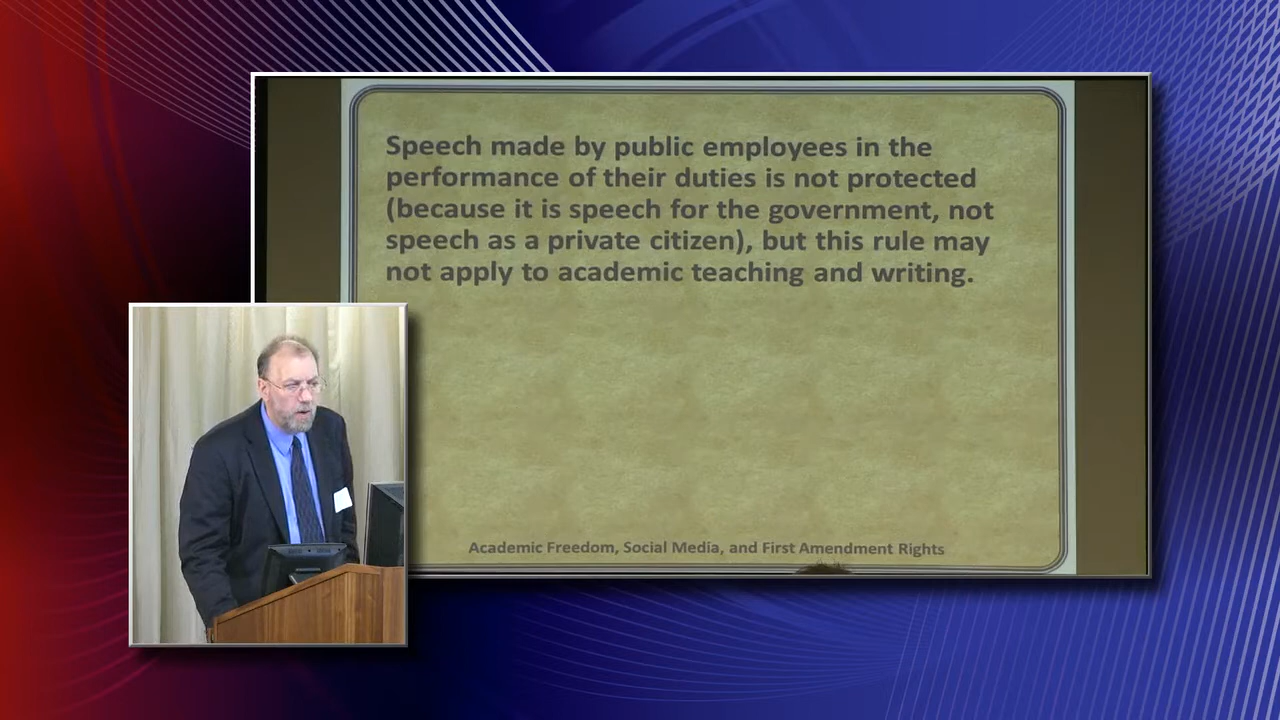 Speech made by public employees in the
performance of their duties is not protected
(because it is speech for the government, not
speech as a private citizen), but this rule may
not apply to academic teaching and writing.
Academic Freedom, Social Media, and First Amendment Rights